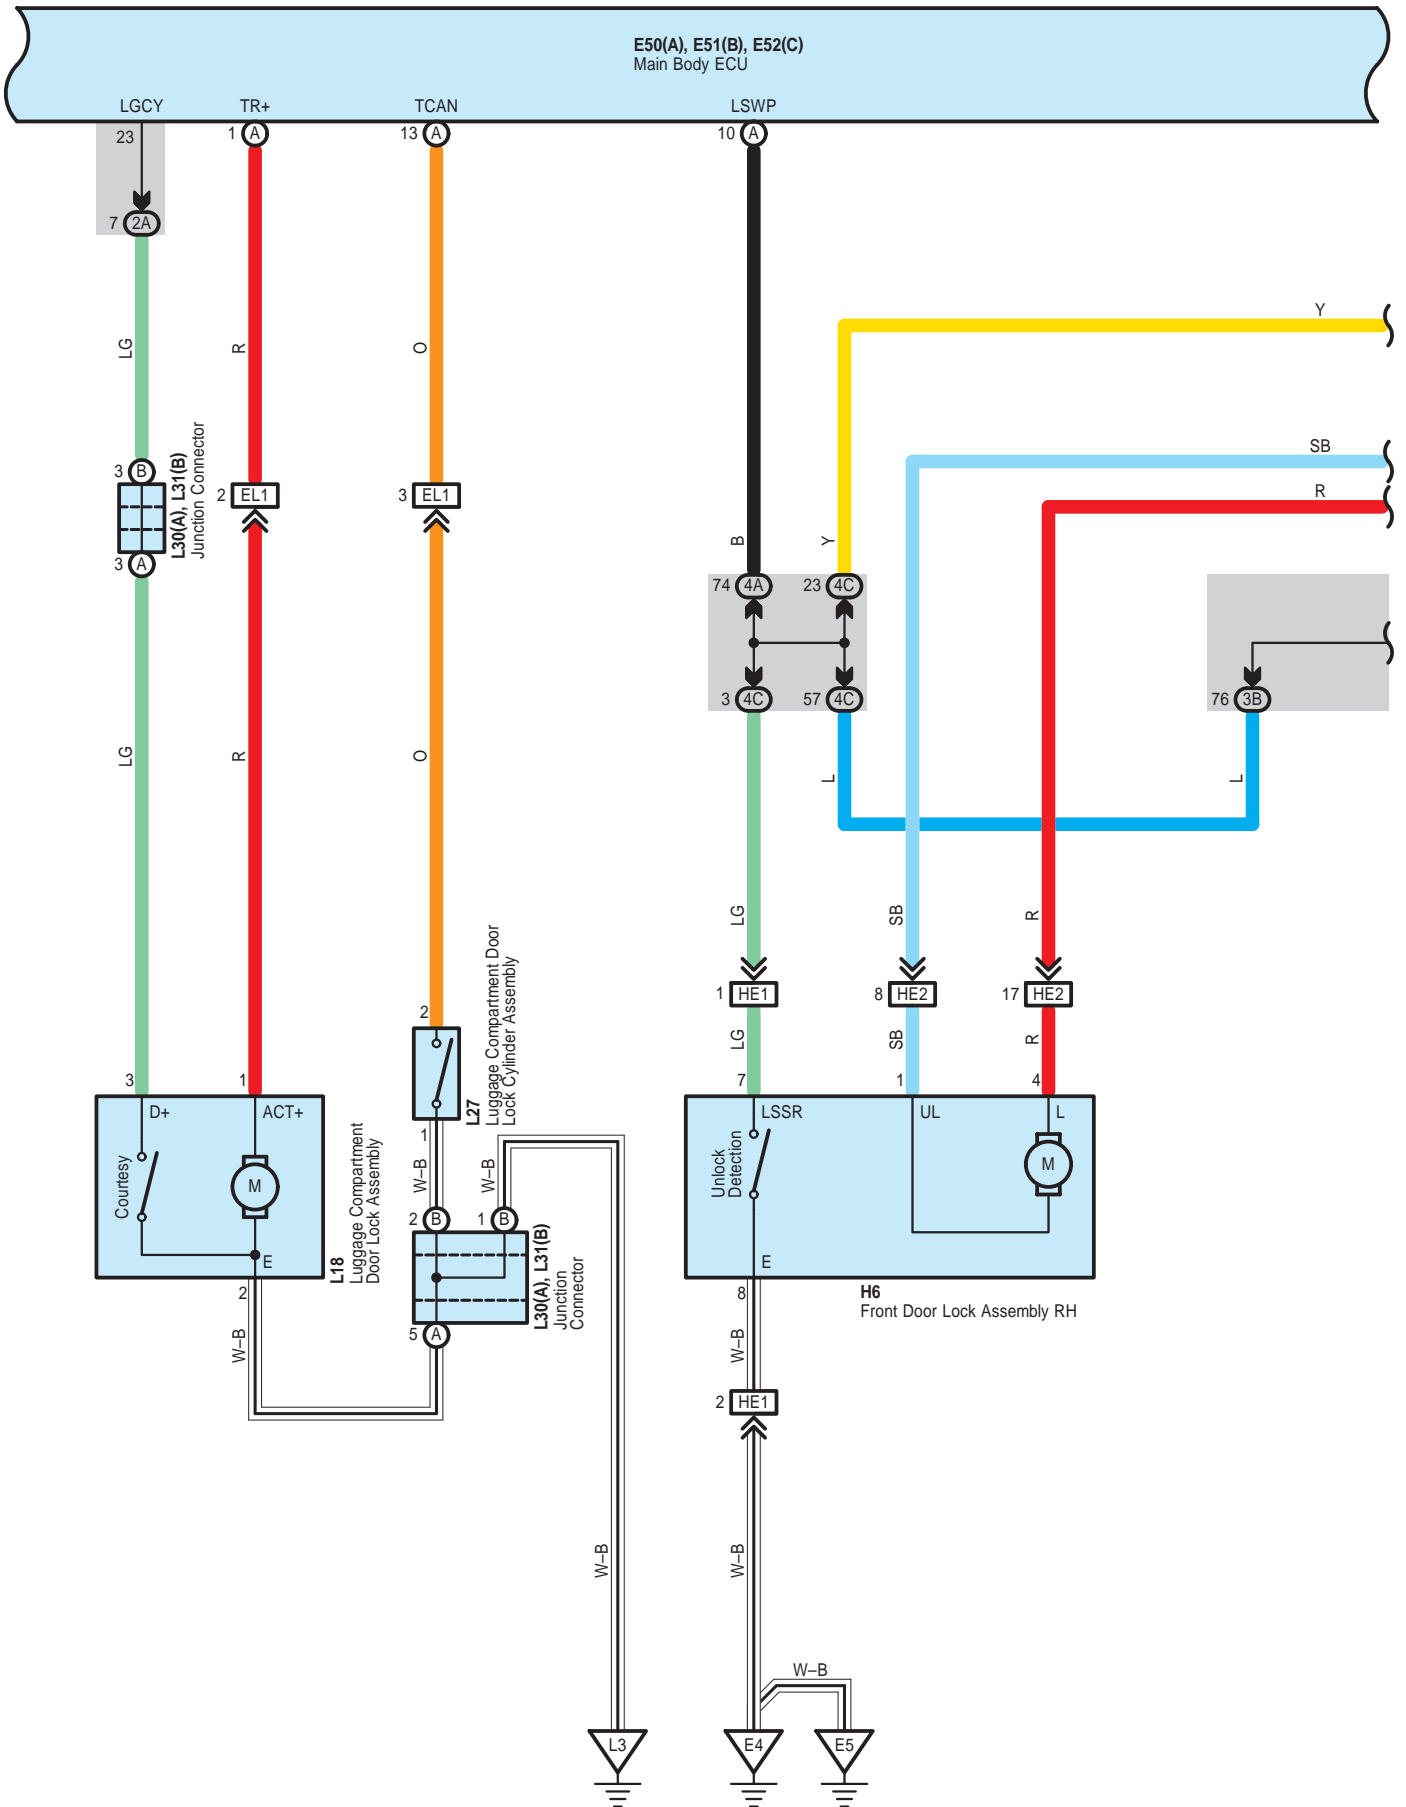 E50(A), E51(B), E52(C)
Main Body ECU
LGCY
TR+
TCAN
LSWP
23
1 A
13 A
10 A
7 2A
Y
LG
R
O
SB
R
B
Y
3 B
L30(A), L31(B)
Junction Connector
2 EL1
3 EL1
3 A
74 4A
23 4C
3 4C
57 4C
76 3B
LG
R
O
L
L
LG
SB
R
1 HE1
8 HE2
17 HE2
2
L27
Luggage Compartment Door
Lock Cylinder Assembly
LG
SB
R
3
1
7
1
4
D+
ACT+
LSSR
UL
L
Courtesy
M
Unlock
Detection
M
E
E
L18
Luggage Compartment
Door Lock Assembly
1
W–B
W–B
2 B
1 B
L30(A), L31(B)
Junction
Connector
5 A
2
8
H6
Front Door Lock Assembly RH
W–B
W–B
2 HE1
W–B
W–B
W–B
L3
E4
E5